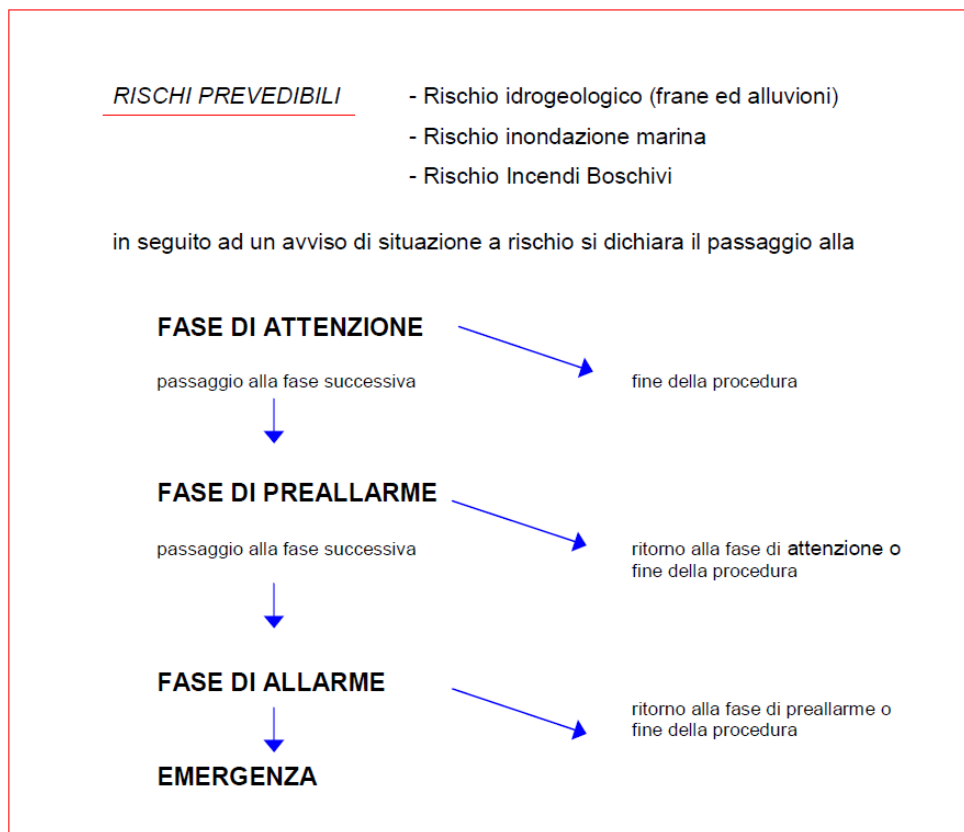 RISCHI PREVEDIBILI - Rischio idrogeologico (frane ed alluvioni)
- Rischio inondazione marina
- Rischio Incendi Boschivi
in seguito ad un avviso di situazione a rischio si dichiara il passaggio alla
FASE DI ATTENZIONE
passaggio alla fase successiva
fine della procedura
FASE DI PREALLARME
passaggio alla fase successiva
ritorno alla fase di attenzione o
fine della procedura
FASE DI ALLARME
ritorno alla fase di preallarme o
fine della procedura
EMERGENZA